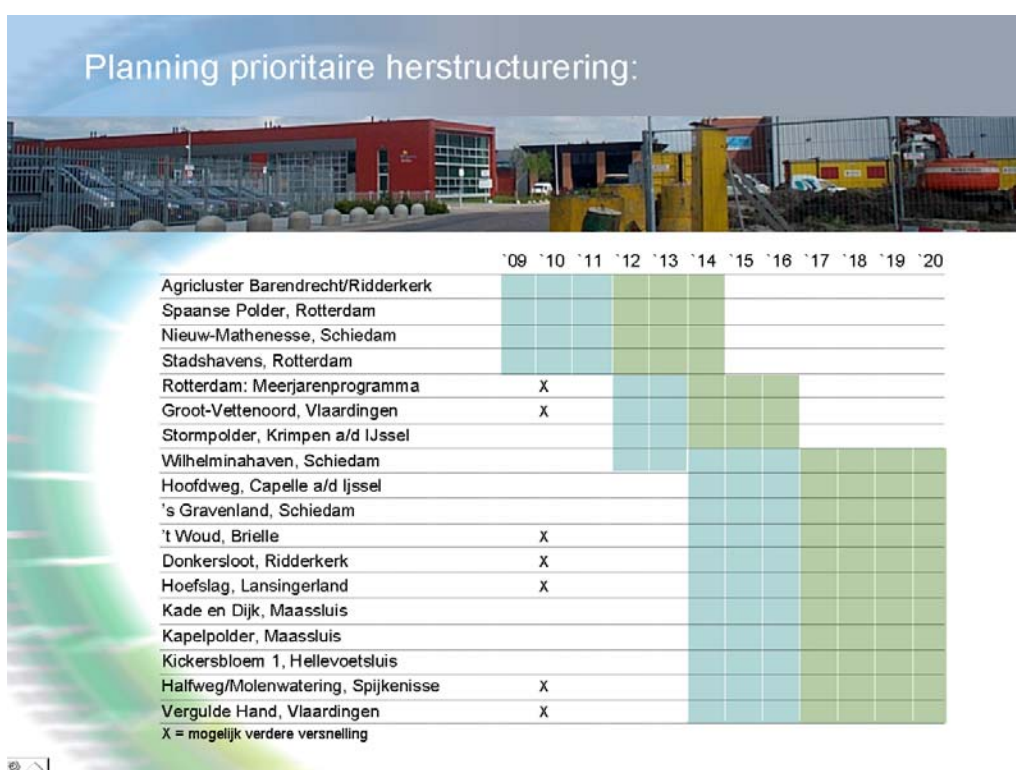 Planning prioritaire herstructurering:
`09 `10 `11 `12 `13 `14 `15 `16 `17 `18 `19 `20
Agricluster Barendrecht/Ridderkerk
Spaanse Polder, Rotterdam
Nieuw-Mathenesse, Schiedam
Stadshavens, Rotterdam
Rotterdam: Meerjarenprogramma X
Groot-Vettenoord, Vlaardingen X
Stormpolder, Krimpen a/d IJssel
Wilhelminahaven, Schiedam
Hoofdweg, Capelle a/d Ijssel
's Gravenland, Schiedam
't Woud, Brielle X
Donkersloot, Ridderkerk X
Hoefslag, Lansingerland X
Kade en Dijk, Maassluis
Kapelpolder, Maassluis
Kickersbloem 1, Hellevoetsluis
Halfweg/Molenwatering, Spijkenisse X
Vergulde Hand, Vlaardingen X
X = mogelijk verdere versnelling